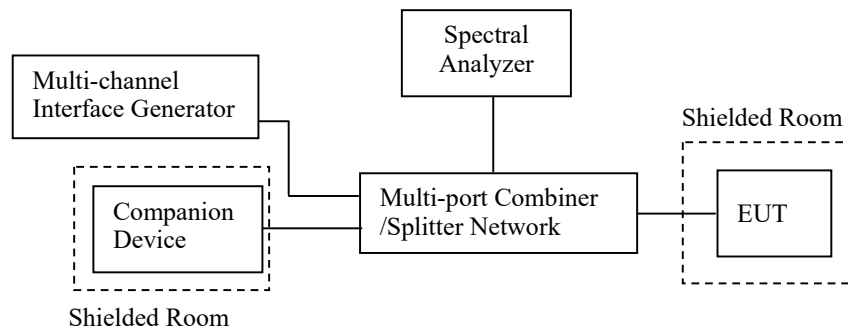 Spectral
Analyzer
Multi-channel
Interface Generator
Shielded Room
Multi-port Combiner
/Splitter Network
EUT
Companion
Device
Shielded Room